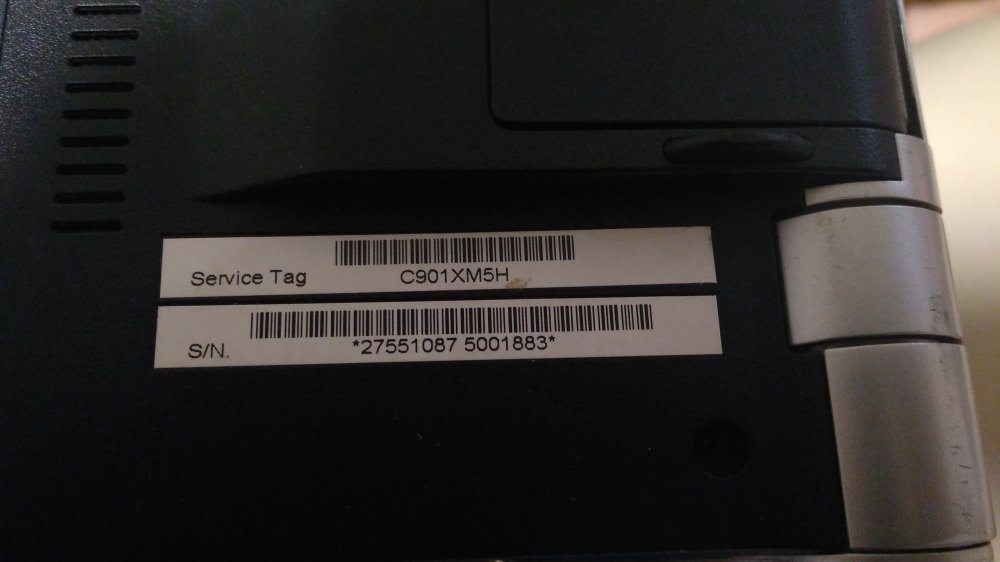 Service Tag C901XM5H
S/N. *27551087 5001883*